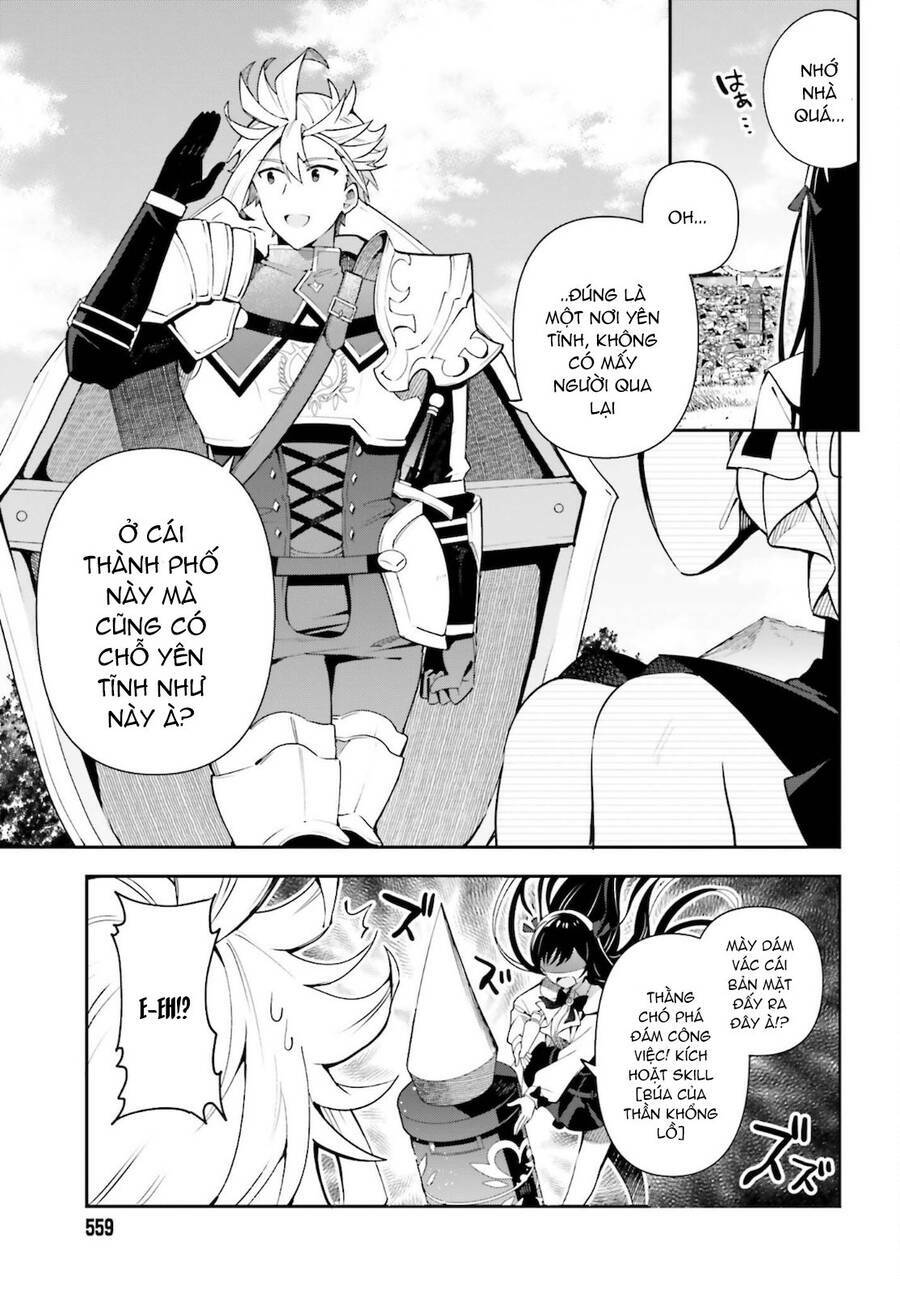 NHỚ
NHÀ
QUÁ...
はぁ…
OH...
..ĐÚNG LÀ
MỘT NƠI YÊN
TĨNH, KHÔNG
CÓ MẤY
NGƯỜI QUA
LẠI
Ở CÁI
THÀNH PHỐ
NÀY MÀ
CŨNG CÓ
CHỖ YÊN
TĨNH NHƯ
NÀY À?
MÀY DÁM
VÁC CÁI
BẢN MẶT
ĐẤY RA
ĐÂY À!?
THẰNG
CHÓ PHÁ
ĐÁM CÔNG
VIỆC! KÍCH
HOẠT SKILL
[BÚA CỦA
THẦN KHỔNG
LỒ]
ズズズ
E-EH!?
559